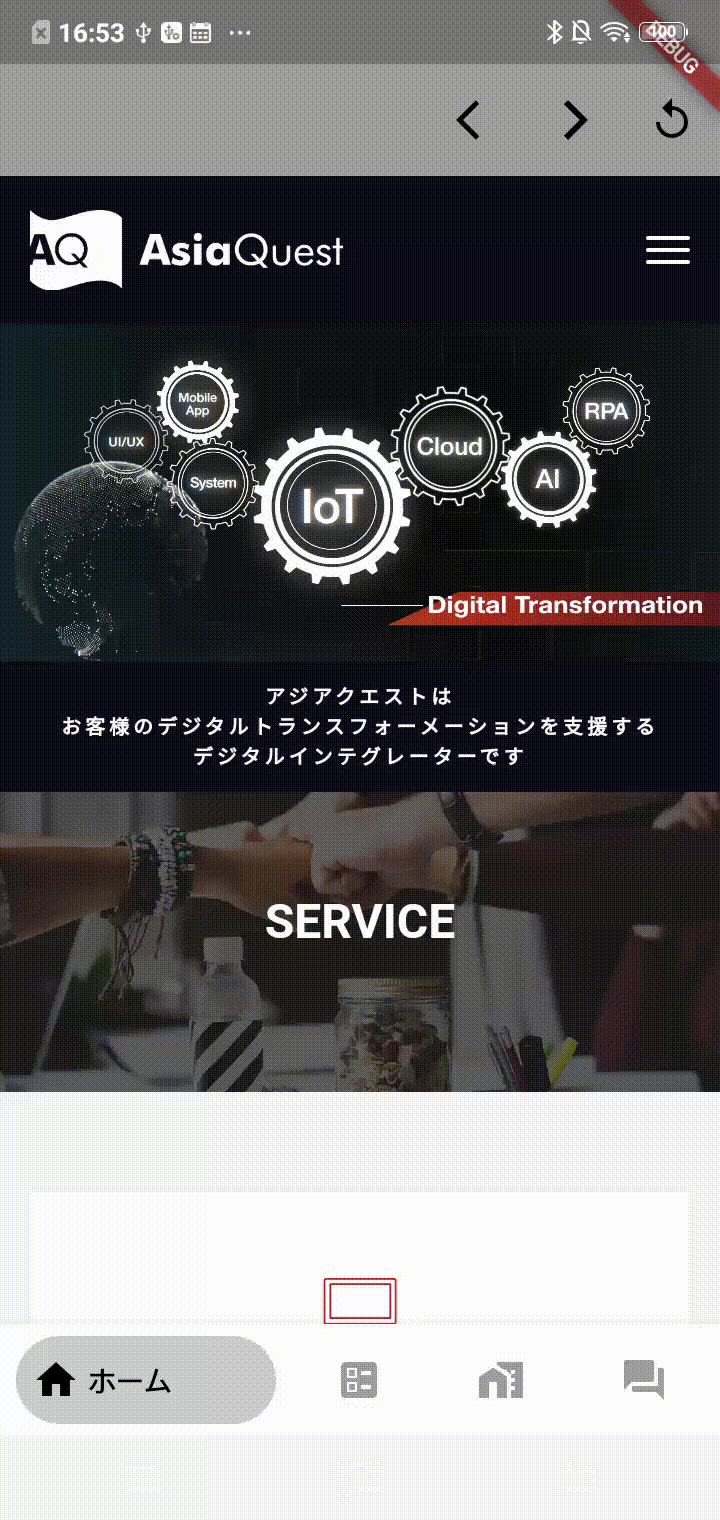 16:53
100
DEBUG
AQ AsiaQuest
Mobile
App
UI/UX
System
IoT
Cloud
AI
RPA
Digital Transformation
アジアクエストは
お客様のデジタルトランスフォーメーションを支援する
デジタルインテグレーターです
SERVICE
ホーム